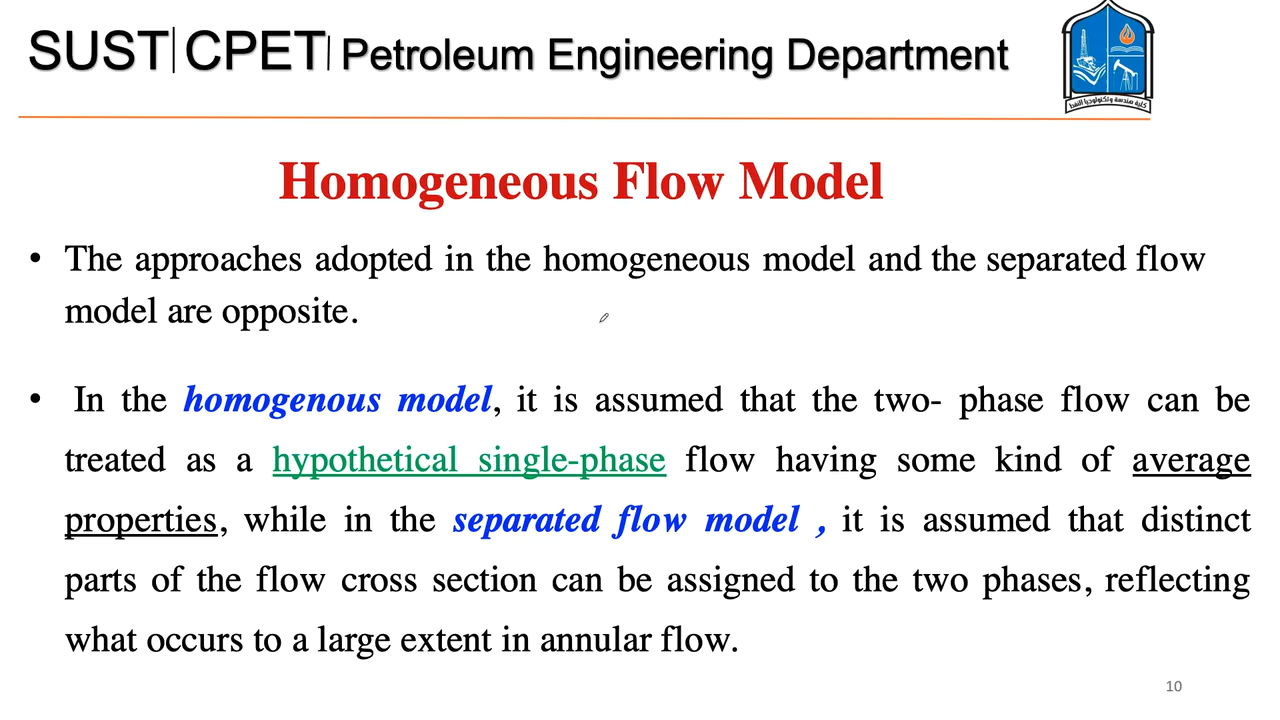 SUST|CPET| Petroleum Engineering Department
كلية هندسة وتكنولوجيا النفط
Homogeneous Flow Model
• The approaches adopted in the homogeneous model and the separated flow
model are opposite.
• In the homogenous model, it is assumed that the two- phase flow can be
treated as a hypothetical single-phase flow having some kind of average
properties, while in the separated flow model , it is assumed that distinct
parts of the flow cross section can be assigned to the two phases, reflecting
what occurs to a large extent in annular flow.
10